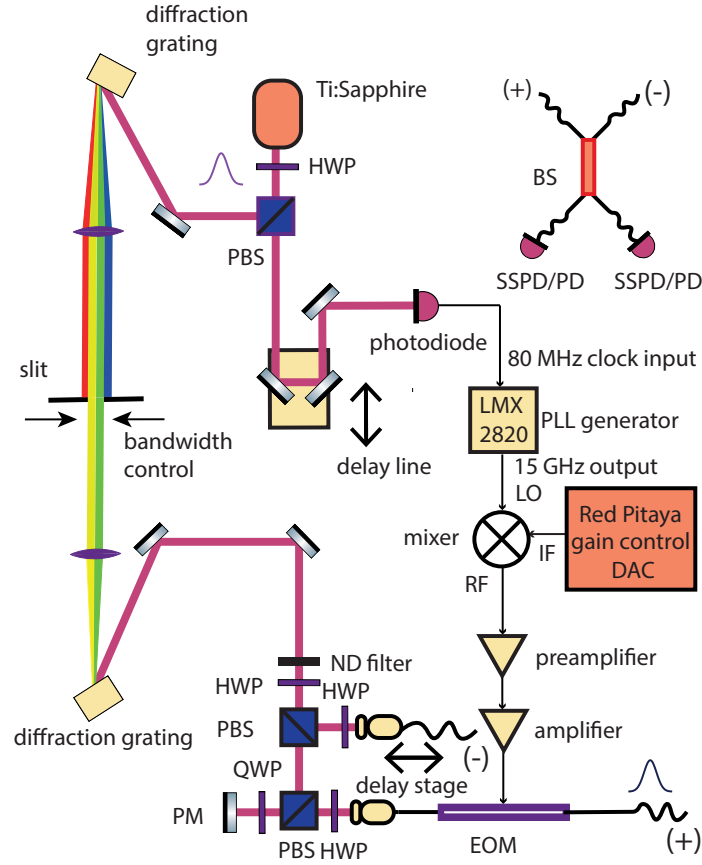 diffraction
grating
Ti:Sapphire
HWP
PBS
(+)
(-)
BS
SSPD/PD
SSPD/PD
slit
bandwidth
control
photodiode
80 MHz clock input
LMX
2820
PLL generator
delay line
15 GHz output
LO
mixer
IF
RF
Red Pitaya
gain control
DAC
preamplifier
ND filter
HWP
HWP
diffraction grating
PBS
amplifier
(-)
QWP
delay stage
PM
PBS
HWP
EOM
(+)